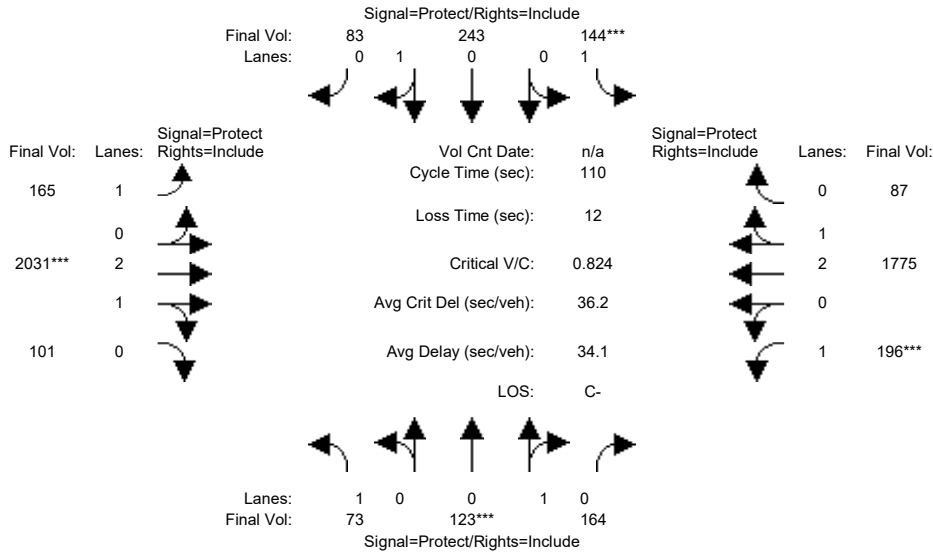 Signal=Protect/Rights=Include
Final Vol: 83 243 144***
Lanes: 0 1 0 0 1
Signal=Protect
Final Vol: Lanes: Rights=Include
Vol Cnt Date: n/a
Signal=Protect
Rights=Include Lanes: Final Vol:
Cycle Time (sec): 110
165 1
0 87
Loss Time (sec): 12
0
1
2031*** 2
Critical V/C: 0.824
2 1775
1
Avg Crit Del (sec/veh): 36.2
0
101 0
Avg Delay (sec/veh): 34.1
1 196***
LOS: C-
Lanes: 1 0 0 1 0
Final Vol: 73 123*** 164
Signal=Protect/Rights=Include